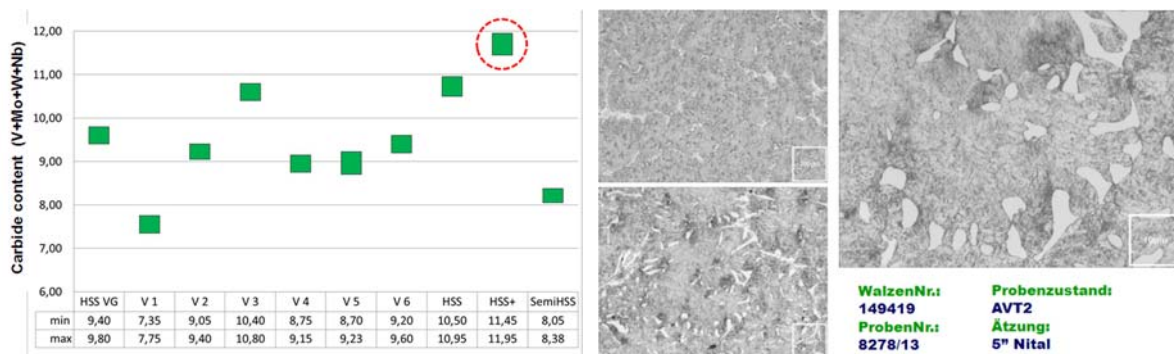 Carbide content (V+Mo+W+Nb)
12,00
11,00
10,00
9,00
8,00
7,00
6,00
HSS VG V 1 V 2 V 3 V 4 V 5 V 6 HSS HSS+ SemiHSS
min 9,40 7,35 9,05 10,40 8,75 8,70 9,20 10,50 11,45 8,05
max 9,80 7,75 9,40 10,80 9,15 9,23 9,60 10,95 11,95 8,38
WalzenNr.: Probenzustand:
149419 AVT2
ProbenNr.: Ätzung:
8278/13 5" Nital